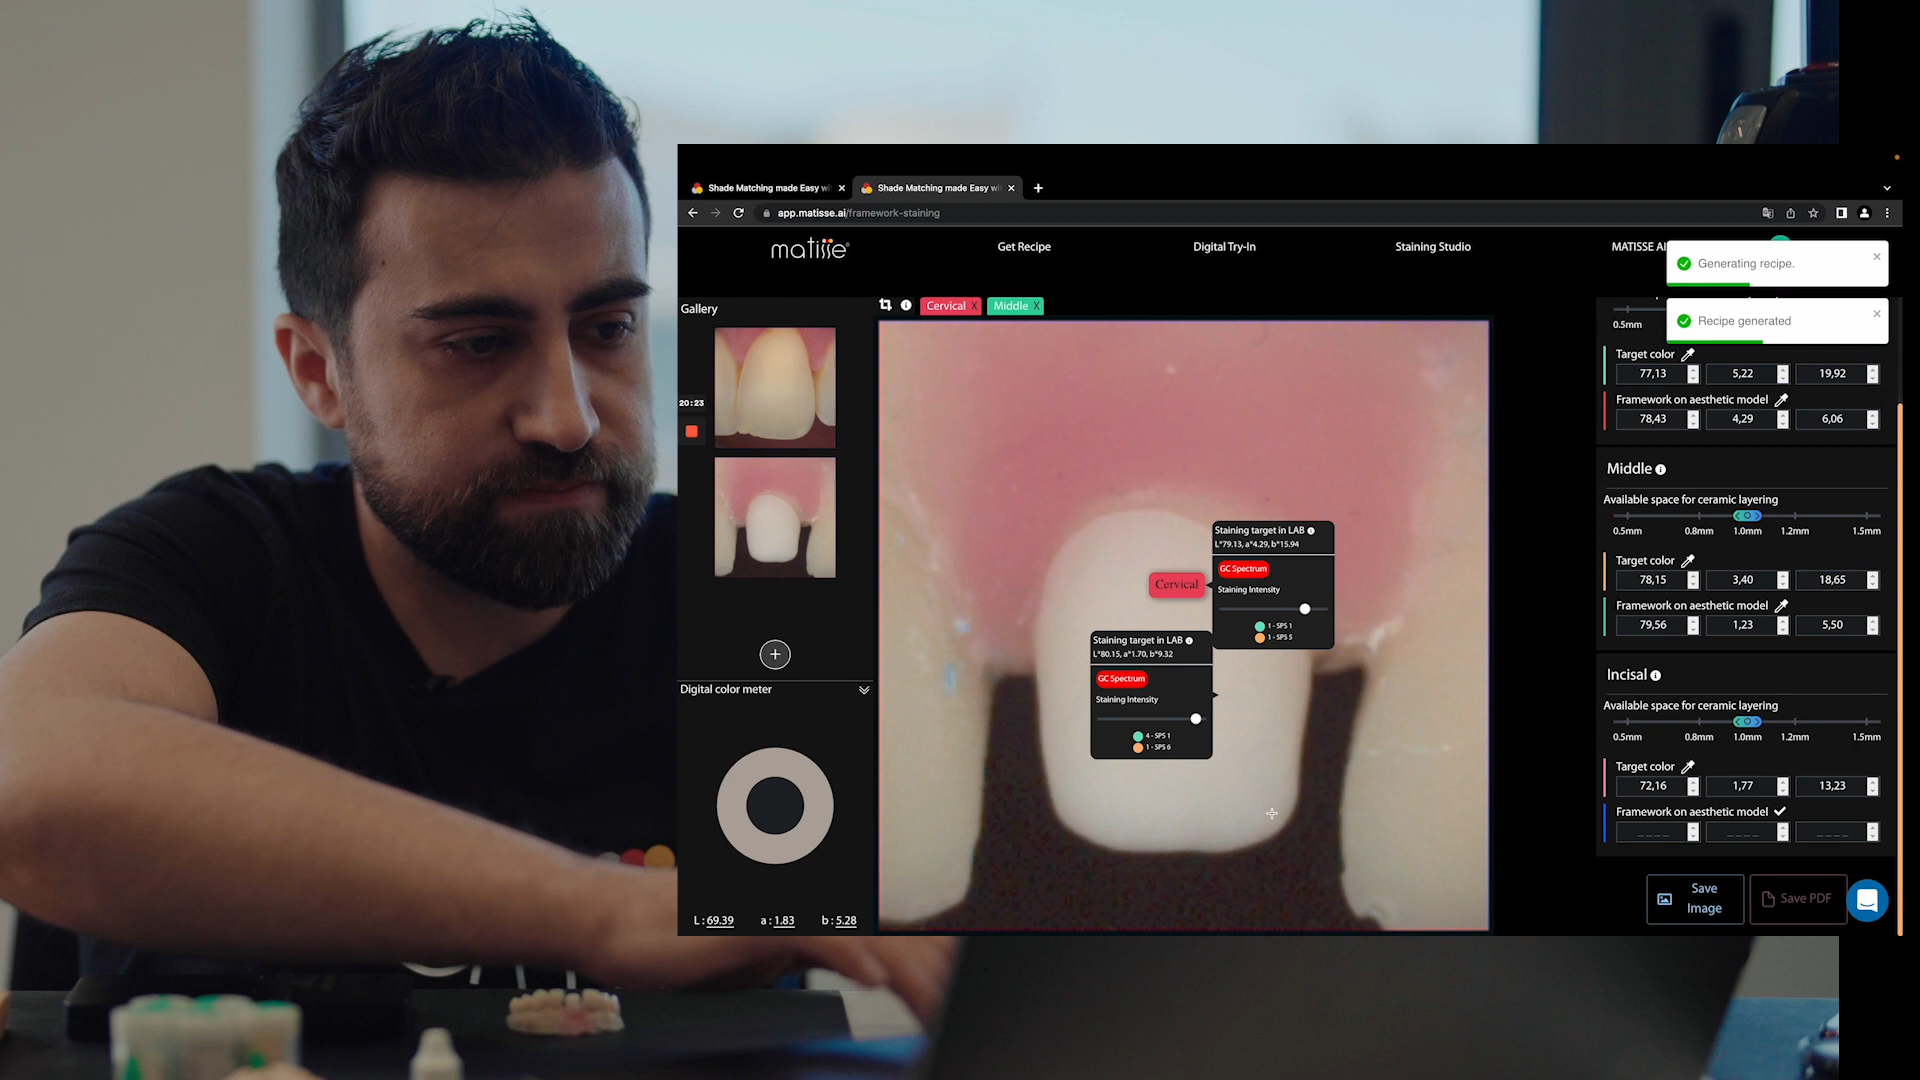 Shade Matching made Easy wi
Shade Matching made Easy wi
app.matisse.ai/framework-staining
matisse
Get Recipe
Digital Try-In
Staining Studio
MATISSE AI
Generating recipe.
Recipe generated
Gallery
20:23
Digital color meter
L: 69.39 a: 1.83 b: 5.28
Cervical X
Middle X
Staining target in LAB
L*79.13, a*4.29, b*15.94
GC Spectrum
Staining Intensity
1 - SPS 1
1 - SPS 5
Cervical
Staining target in LAB
L*80.15, a*1.70, b*9.32
GC Spectrum
Staining Intensity
4 - SPS 1
1 - SPS 6
0.5mm
Target color
77,13 5,22 19,92
Framework on aesthetic model
78,43 4,29 6,06
Middle
Available space for ceramic layering
0.5mm 0.8mm 1.0mm 1.2mm 1.5mm
Target color
78,15 3,40 18,65
Framework on aesthetic model
79,56 1,23 5,50
Incisal
Available space for ceramic layering
0.5mm 0.8mm 1.0mm 1.2mm 1.5mm
Target color
72,16 1,77 13,23
Framework on aesthetic model
____ ____ ____
Save
Image
Save PDF